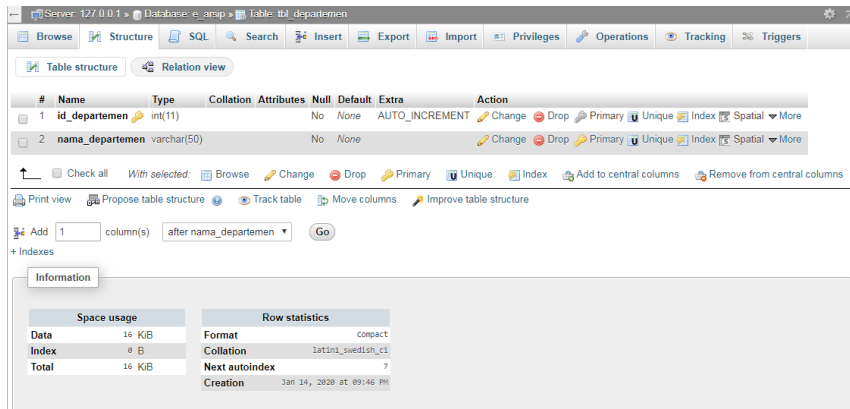 Server: 127.0.0.1 » Database: e_arsip » Table: tbl_departemen
Browse Structure SQL Search Insert Export Import Privileges Operations Tracking Triggers
Table structure Relation view
# Name Type Collation Attributes Null Default Extra Action
1 id_departemen int(11) No None AUTO_INCREMENT Change Drop Primary Unique Index Spatial More
2 nama_departemen varchar(50) No None Change Drop Primary Unique Index Spatial More
Check all With selected: Browse Change Drop Primary Unique Index Add to central columns Remove from central columns
Print view Propose table structure Track table Move columns Improve table structure
Add 1 column(s) after nama_departemen Go
+ Indexes
Information
Space usage
Data 16 KiB
Index 0 B
Total 16 KiB
Row statistics
Format Compact
Collation latin1_swedish_ci
Next autoindex 7
Creation Jan 14, 2020 at 09:46 PM